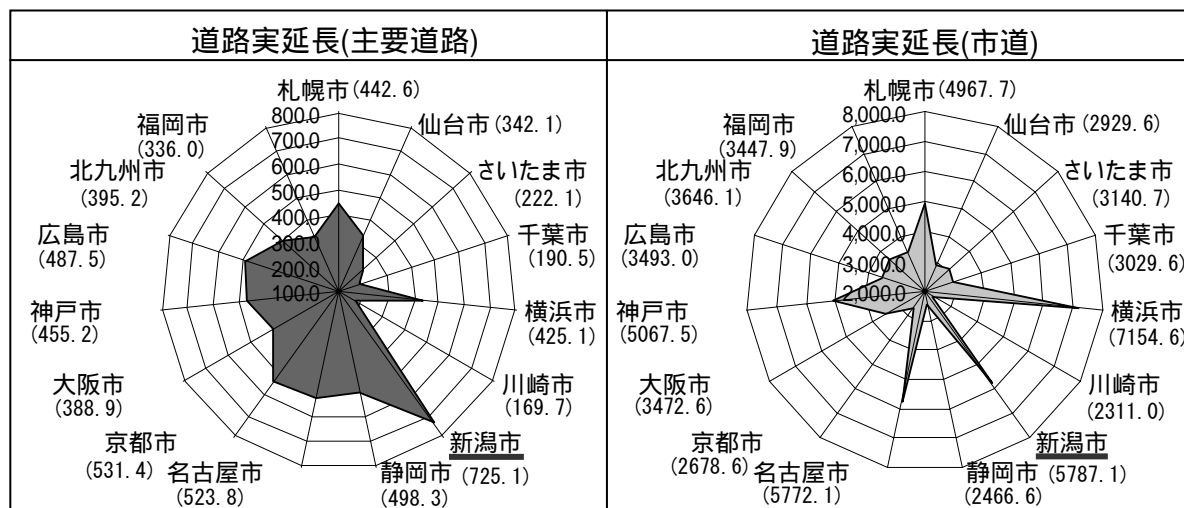 道路実延長(主要道路)
札幌市(442.6)
仙台市(342.1)
さいたま市
(222.1)
千葉市
(190.5)
横浜市
(425.1)
川崎市
(169.7)
新潟市
(725.1)
静岡市
(498.3)
名古屋市
(523.8)
京都市
(531.4)
大阪市
(388.9)
神戸市
(455.2)
広島市
(487.5)
北九州市
(395.2)
福岡市
(336.0)
800.0
700.0
600.0
500.0
400.0
300.0
200.0
100.0
道路実延長(市道)
札幌市(4967.7)
仙台市(2929.6)
さいたま市
(3140.7)
千葉市
(3029.6)
横浜市
(7154.6)
川崎市
(2311.0)
新潟市
(5787.1)
静岡市
(2466.6)
名古屋市
(5772.1)
京都市
(2678.6)
大阪市
(3472.6)
神戸市
(5067.5)
広島市
(3493.0)
北九州市
(3646.1)
福岡市
(3447.9)
8,000.0
7,000.0
6,000.0
5,000.0
4,000.0
3,000.0
2,000.0